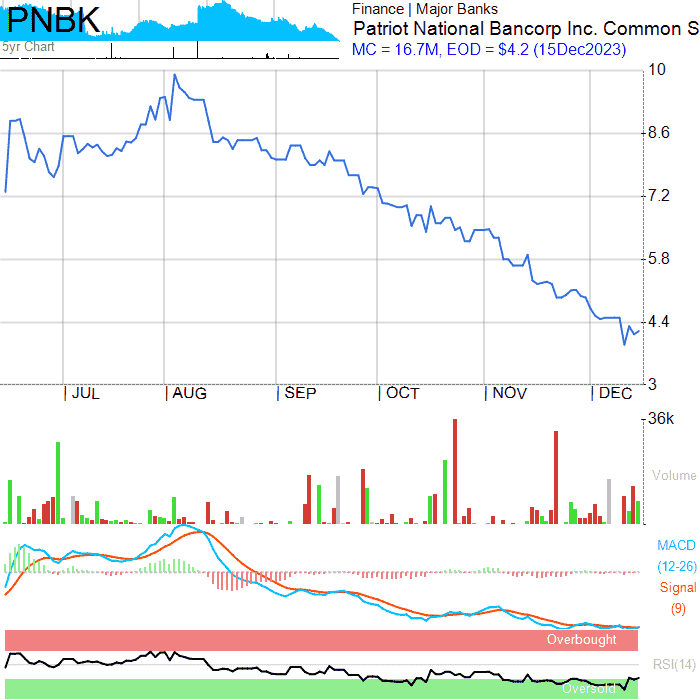 PNBK
5yr Chart
Finance | Major Banks
Patriot National Bancorp Inc. Common S
MC = 16.7M, EOD = $4.2 (15Dec2023)
10
8.6
7.2
5.8
4.4
3
JUL
AUG
SEP
OCT
NOV
DEC
36k
Volume
MACD
(12-26)
Signal
(9)
Overbought
RSI(14)
Oversold